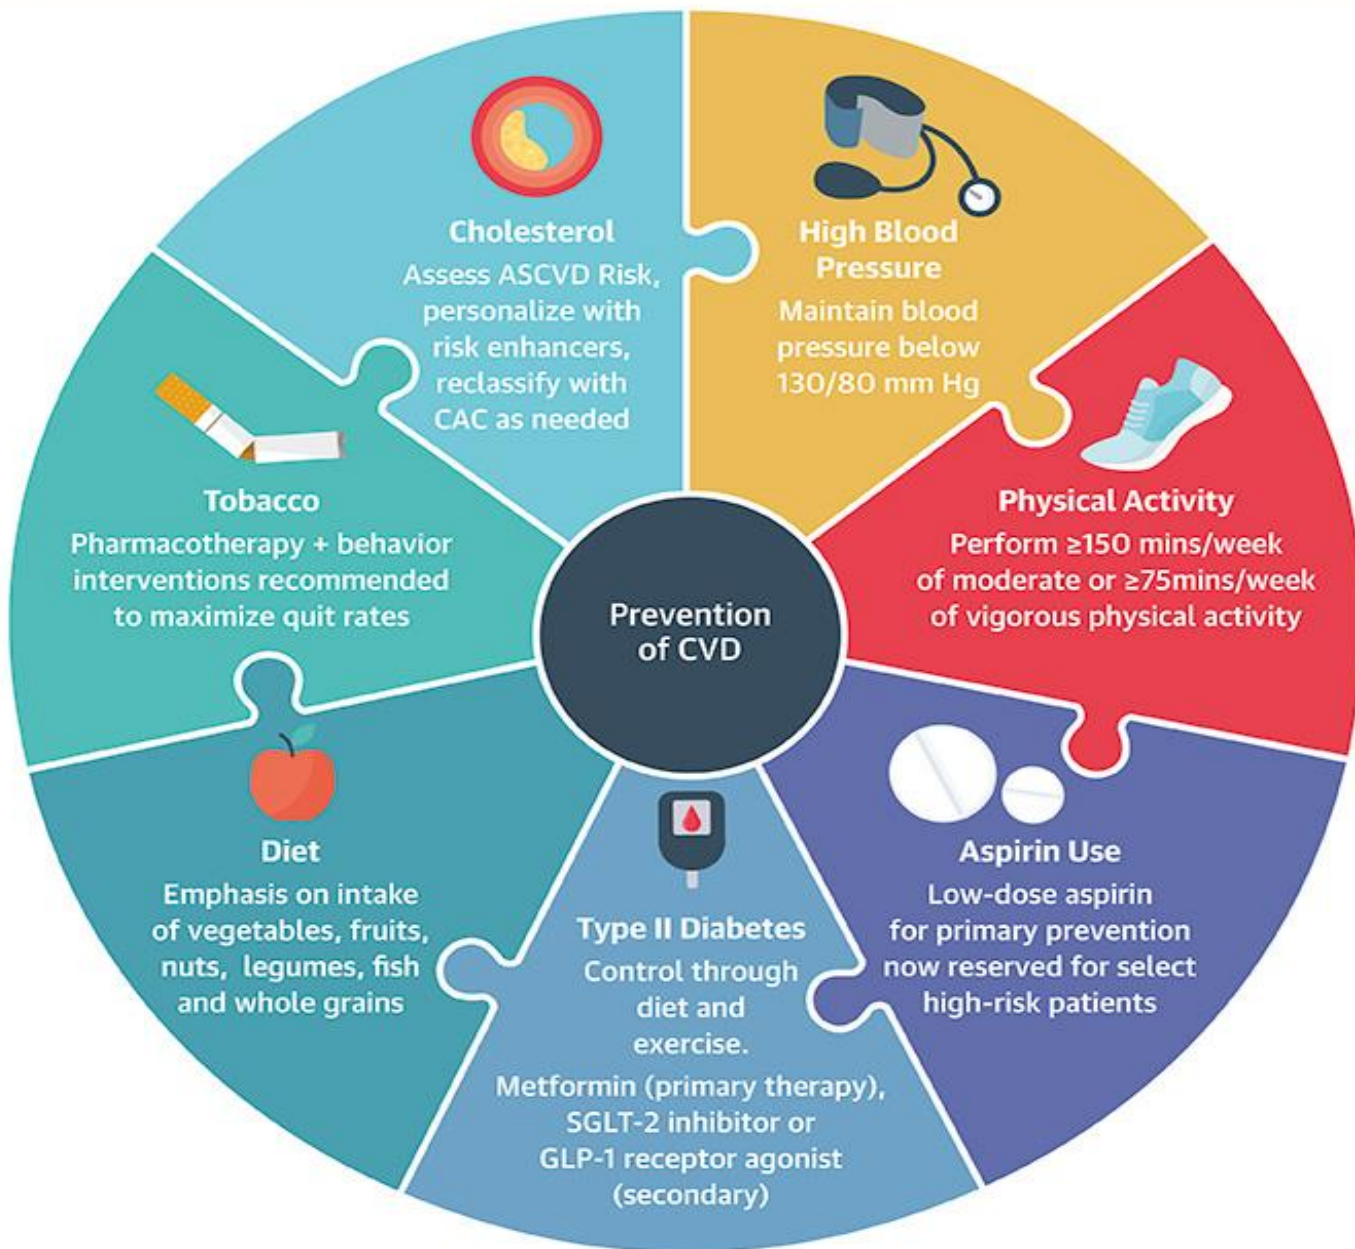 Cholesterol
Assess ASCVD Risk,
personalize with
risk enhancers,
reclassify with
CAC as needed
High Blood
Pressure
Maintain blood
pressure below
130/80 mm Hg
Physical Activity
Perform ≥150 mins/week
of moderate or ≥75mins/week
of vigorous physical activity
Tobacco
Pharmacotherapy + behavior
interventions recommended
to maximize quit rates
Prevention
of CVD
Diet
Emphasis on intake
of vegetables, fruits,
nuts, legumes, fish
and whole grains
Type II Diabetes
Control through
diet and
exercise.
Metformin (primary therapy),
SGLT-2 inhibitor or
GLP-1 receptor agonist
(secondary)
Aspirin Use
Low-dose aspirin
for primary prevention
now reserved for select
high-risk patients